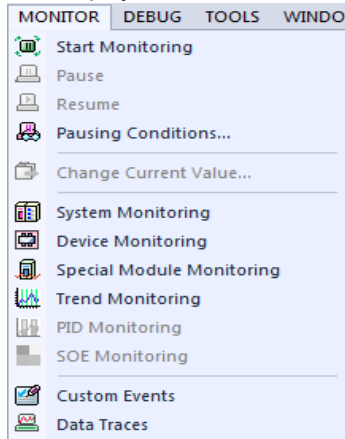 MONITOR DEBUG TOOLS WINDO
Start Monitoring
Pause
Resume
Pausing Conditions...
Change Current Value...
System Monitoring
Device Monitoring
Special Module Monitoring
Trend Monitoring
PID Monitoring
SOE Monitoring
Custom Events
Data Traces